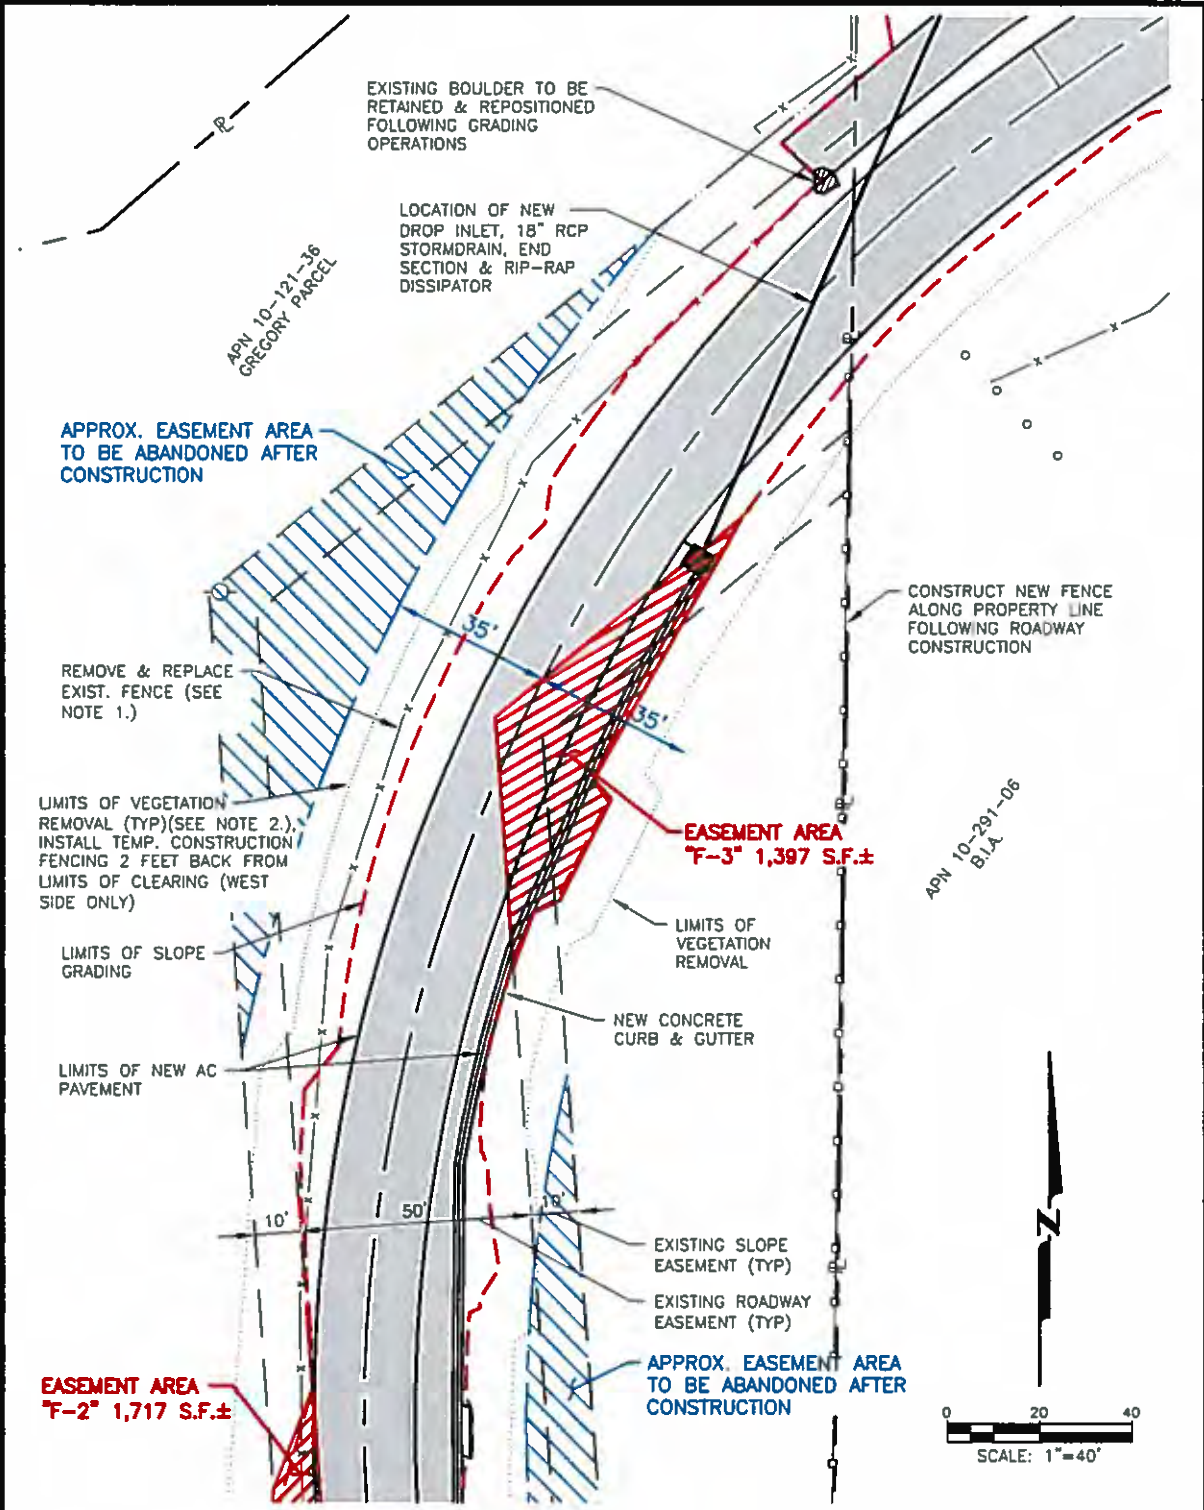 EXISTING BOULDER TO BE
RETAINED & REPOSITIONED
FOLLOWING GRADING
OPERATIONS
PL
LOCATION OF NEW
DROP INLET, 18" RCP
STORMDRAIN, END
SECTION & RIP-RAP
DISSIPATOR
APN 10-121-36
GREGORY PARCEL
APPROX. EASEMENT AREA
TO BE ABANDONED AFTER
CONSTRUCTION
PL
CONSTRUCT NEW FENCE
ALONG PROPERTY LINE
FOLLOWING ROADWAY
CONSTRUCTION
35'
REMOVE & REPLACE
EXIST. FENCE (SEE
NOTE 1.)
35'
LIMITS OF VEGETATION
REMOVAL (TYP)(SEE NOTE 2.),
INSTALL TEMP. CONSTRUCTION
FENCING 2 FEET BACK FROM
LIMITS OF CLEARING (WEST
SIDE ONLY)
PL
EASEMENT AREA
"F-3" 1,397 S.F.±
APN 10-291-06
B.I.A.
LIMITS OF SLOPE
GRADING
LIMITS OF
VEGETATION
REMOVAL
NEW CONCRETE
CURB & GUTTER
LIMITS OF NEW AC
PAVEMENT
10'
50'
10'
EXISTING SLOPE
EASEMENT (TYP)
PL
EXISTING ROADWAY
EASEMENT (TYP)
N
APPROX. EASEMENT AREA
TO BE ABANDONED AFTER
CONSTRUCTION
EASEMENT AREA
"F-2" 1,717 S.F.±
0 20 40
SCALE: 1"=40'